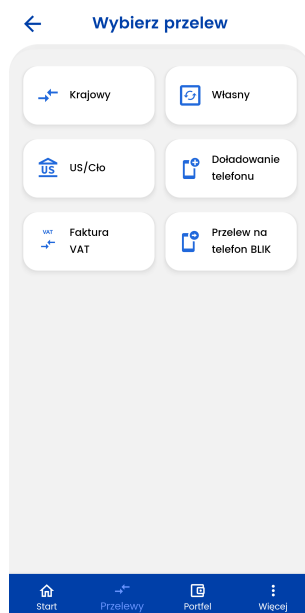 Wybierz przelew
Krajowy
Własny
US
US/Cło
Doładowanie
telefonu
VAT
Faktura
VAT
Przelew na
telefon BLIK
Start
Przelewy
Portfel
Więcej